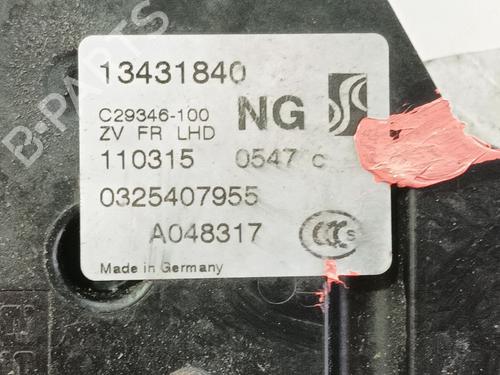 13431840
C29346-100 NG
ZV FR LHD
110315 0547 c
0325407955
A048317
Made in Germany
B-PARTS